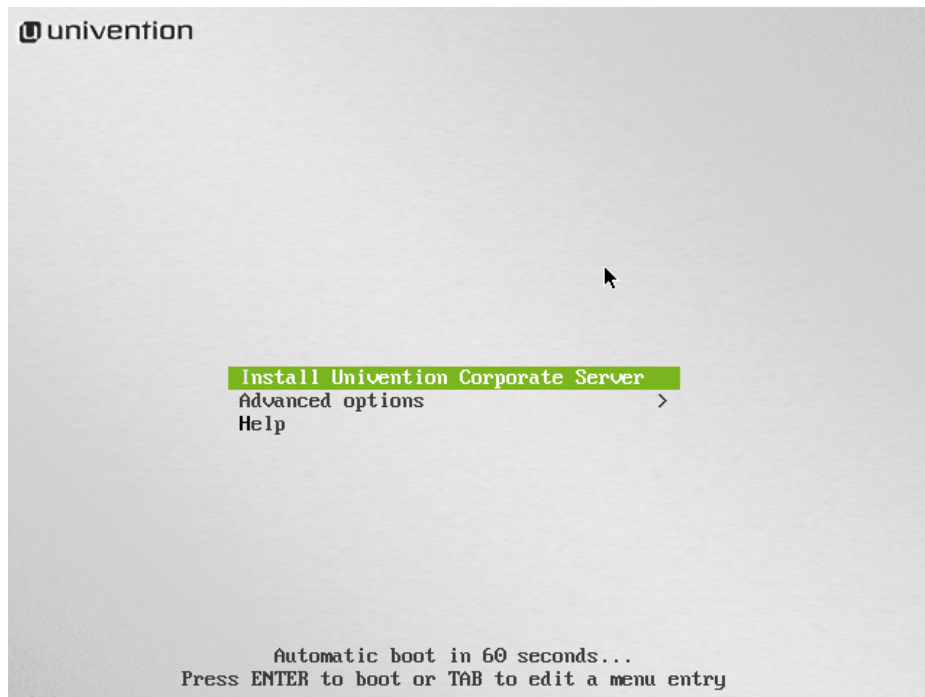 univention
Install Univention Corporate Server
Advanced options >
Help
Automatic boot in 60 seconds...
Press ENTER to boot or TAB to edit a menu entry